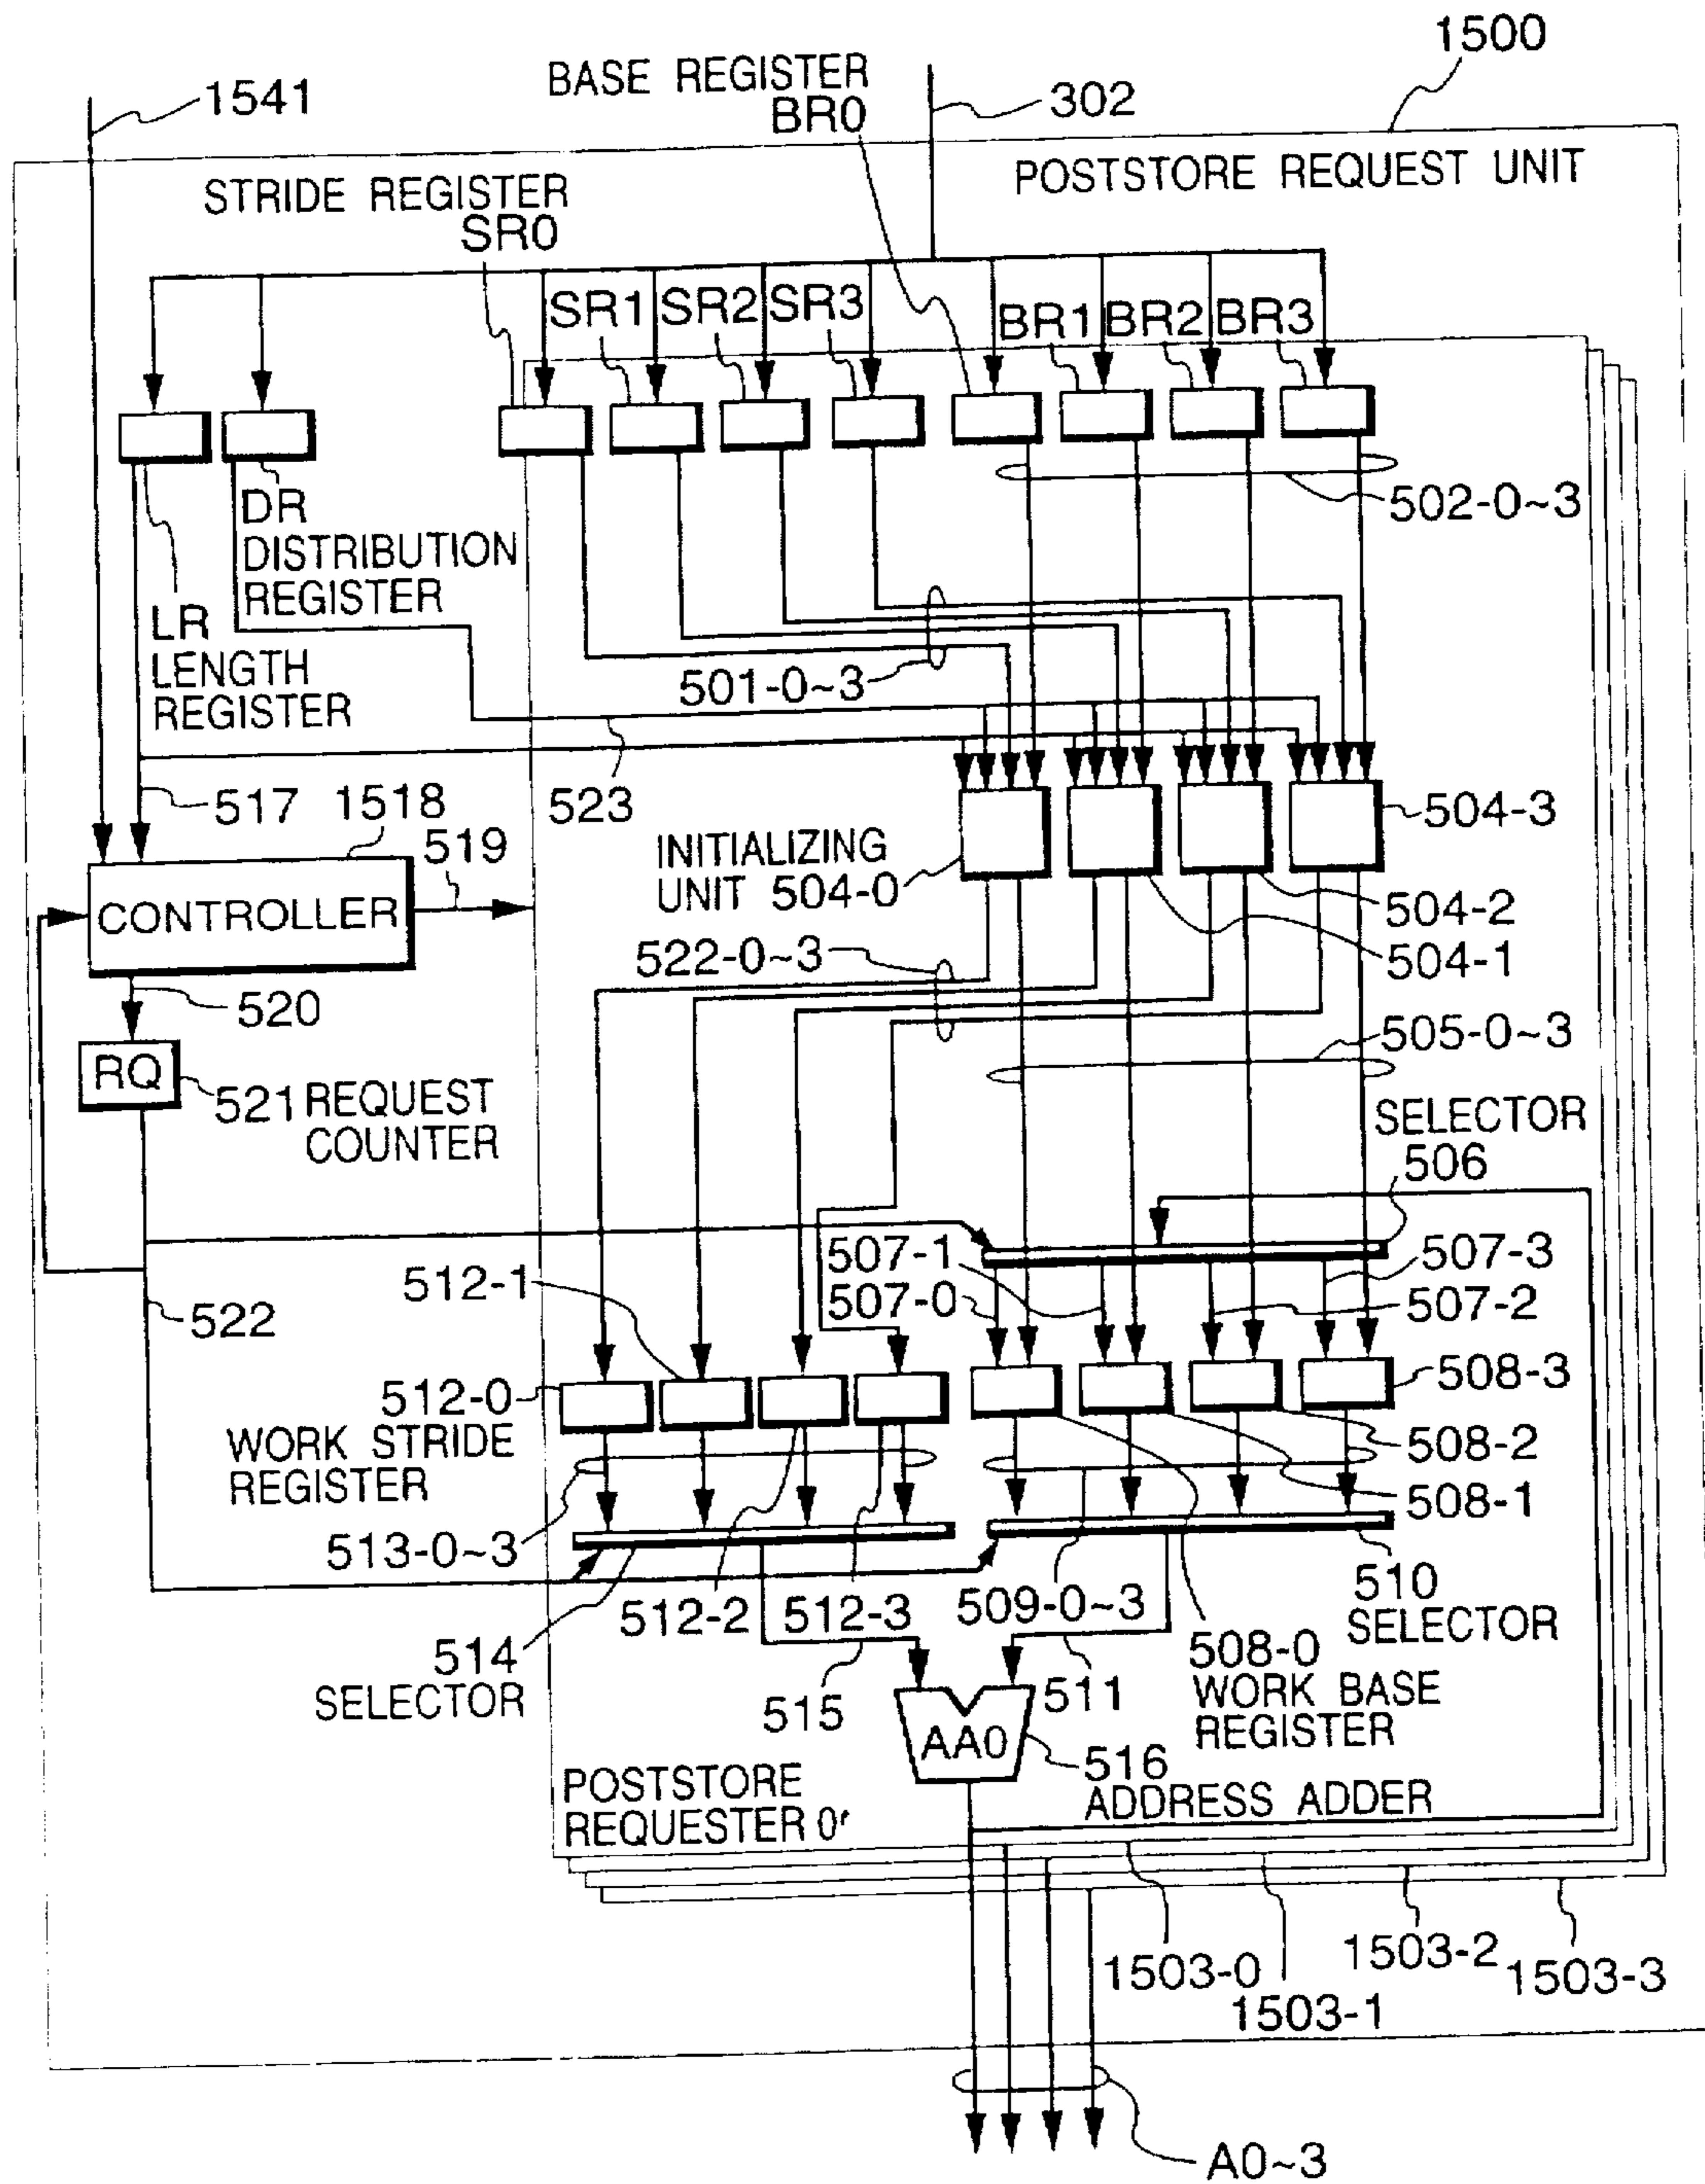 1500
BASE REGISTER
BR0
302
1541
POSTSTORE REQUEST UNIT
STRIDE REGISTER
SR0
SR1
SR2
SR3
BR1
BR2
BR3
502-0~3
DR
DISTRIBUTION
REGISTER
LR
LENGTH
REGISTER
501-0~3
517
1518
519
523
INITIALIZING
UNIT 504-0
504-3
CONTROLLER
504-2
504-1
522-0~3
520
505-0~3
RQ
521 REQUEST
COUNTER
SELECTOR
506
507-1
507-3
512-1
507-0
507-2
522
512-0
508-3
WORK STRIDE
REGISTER
508-2
508-1
513-0~3
510
SELECTOR
512-2
512-3
509-0~3
514
SELECTOR
515
511
508-0
WORK BASE
REGISTER
AA0
516
ADDRESS ADDER
POSTSTORE
REQUESTER 0
1503-0
1503-1
1503-2
1503-3
A0~3